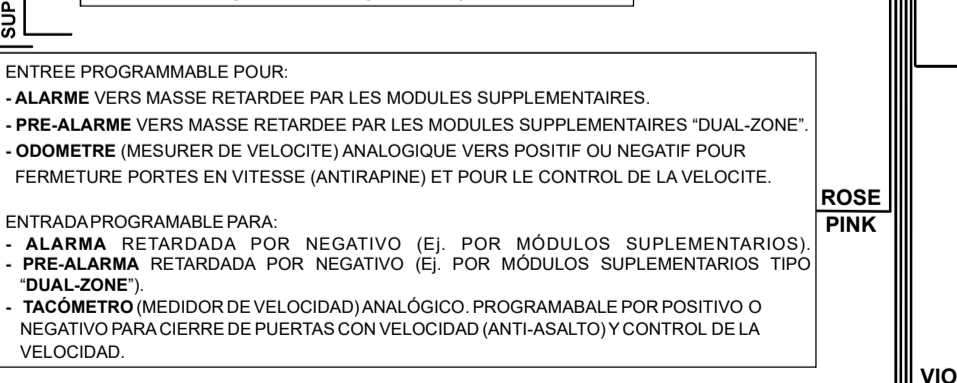 SUP
ENTREE PROGRAMMABLE POUR:
- ALARME VERS MASSE RETARDEE PAR LES MODULES SUPPLEMENTAIRES.
- PRE-ALARME VERS MASSE RETARDEE PAR LES MODULES SUPPLEMENTAIRES “DUAL-ZONE”.
- ODOMETRE (MESURER DE VELOCITE) ANALOGIQUE VERS POSITIF OU NEGATIF POUR
FERMETURE PORTES EN VITESSE (ANTIRAPINE) ET POUR LE CONTROL DE LA VELOCITE.
ENTRADA PROGRAMABLE PARA:
- ALARMA RETARDADA POR NEGATIVO (Ej. POR MÓDULOS SUPLEMENTARIOS).
- PRE-ALARMA RETARDADA POR NEGATIVO (Ej. POR MÓDULOS SUPLEMENTARIOS TIPO
“DUAL-ZONE”).
- TACÓMETRO (MEDIDOR DE VELOCIDAD) ANALÓGICO. PROGRAMABALE POR POSITIVO O
NEGATIVO PARA CIERRE DE PUERTAS CON VELOCIDAD (ANTI-ASALTO) Y CONTROL DE LA
VELOCIDAD.
ROSE
PINK
VIO